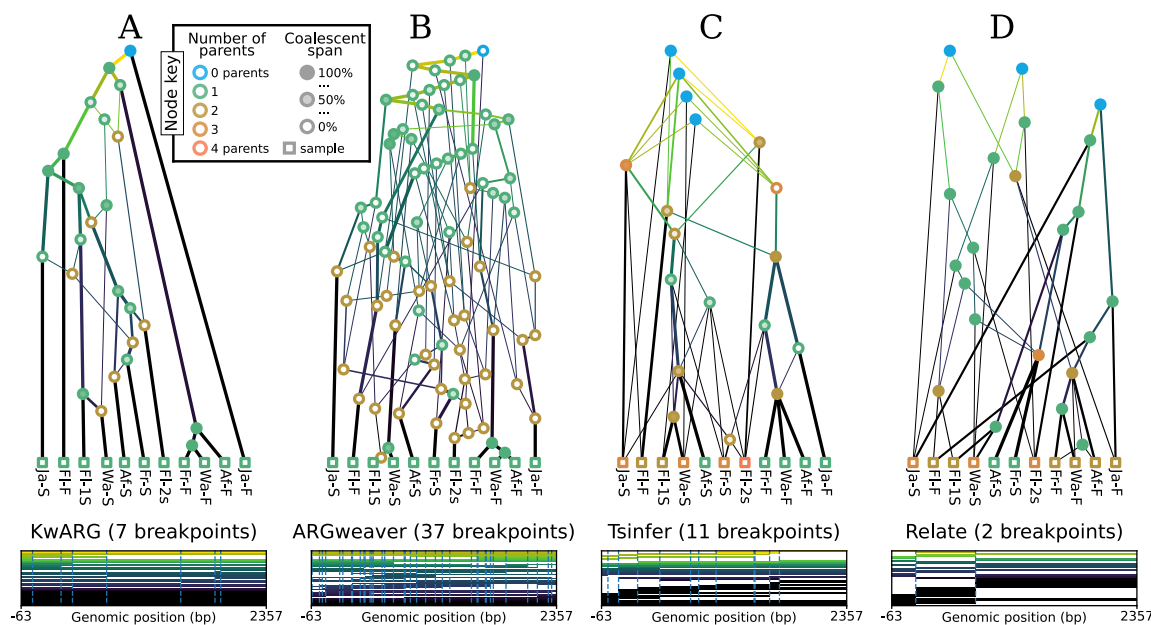 A B C D
Node key
Number of parents
Coalescent span
0 parents
1
2
3
4 parents
100%
...
50%
...
0%
sample
Ja-S Fl-F Fl-1S Wa-S Af-S Fr-S Fl-2s Fr-F Wa-F Af-F Ja-F
Ja-S Fl-F Fl-1S Wa-S Af-S Fr-S Fl-2s Fr-F Wa-F Af-F Ja-F
Ja-S Fl-F Fl-1S Wa-S Af-S Fr-S Fl-2s Fr-F Wa-F Af-F Ja-F
Ja-S Fl-F Fl-1S Wa-S Af-S Fr-S Fl-2s Fr-F Wa-F Af-F Ja-F
KwARG (7 breakpoints)
ARGweaver (37 breakpoints)
Tsinfer (11 breakpoints)
Relate (2 breakpoints)
-63 Genomic position (bp) 2357
-63 Genomic position (bp) 2357
-63 Genomic position (bp) 2357
-63 Genomic position (bp) 2357